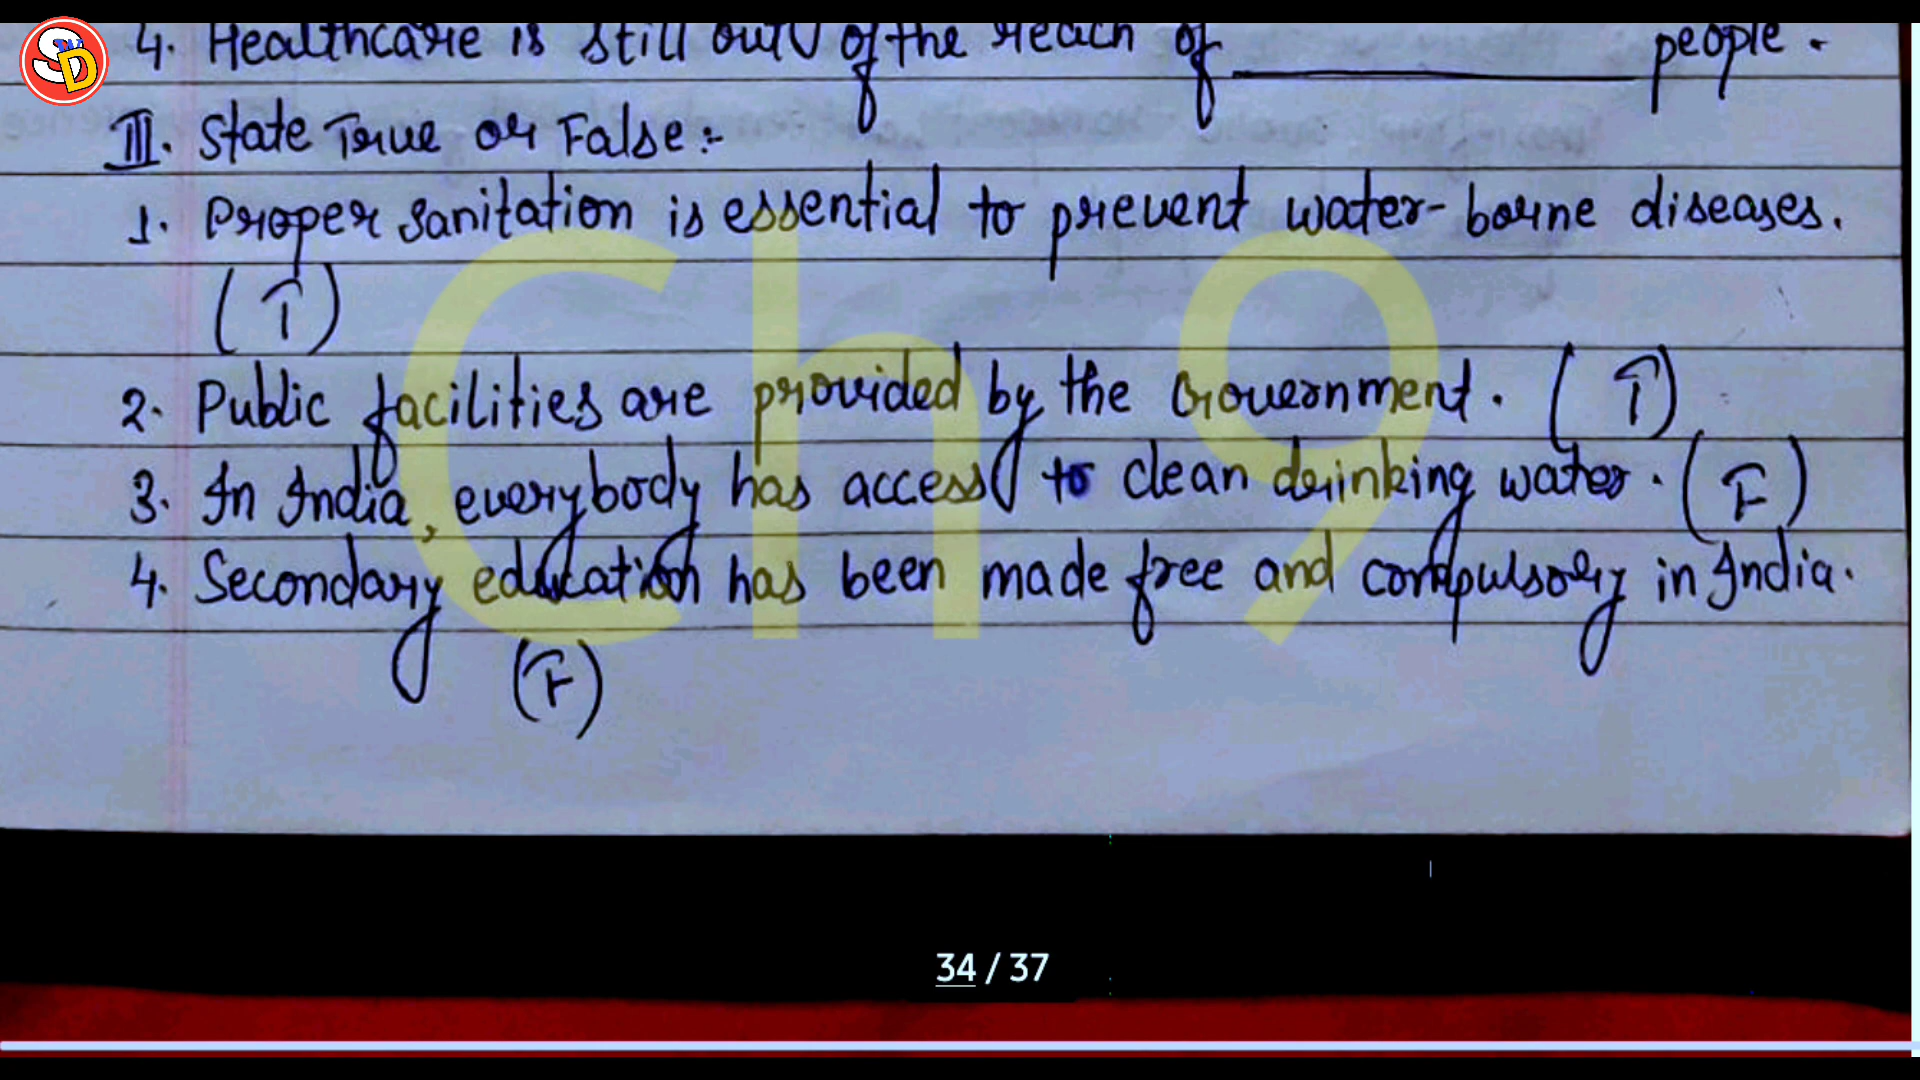 SWD
4. Healthcare is still out of the reach of __________ people.
III. State True or False:-
1. Proper sanitation is essential to prevent water-borne diseases.
(T)
2. Public facilities are provided by the Government. (T)
3. In India, everybody has access to clean drinking water. (F)
4. Secondary education has been made free and compulsory in India.
(F)
Ch 9
34 / 37